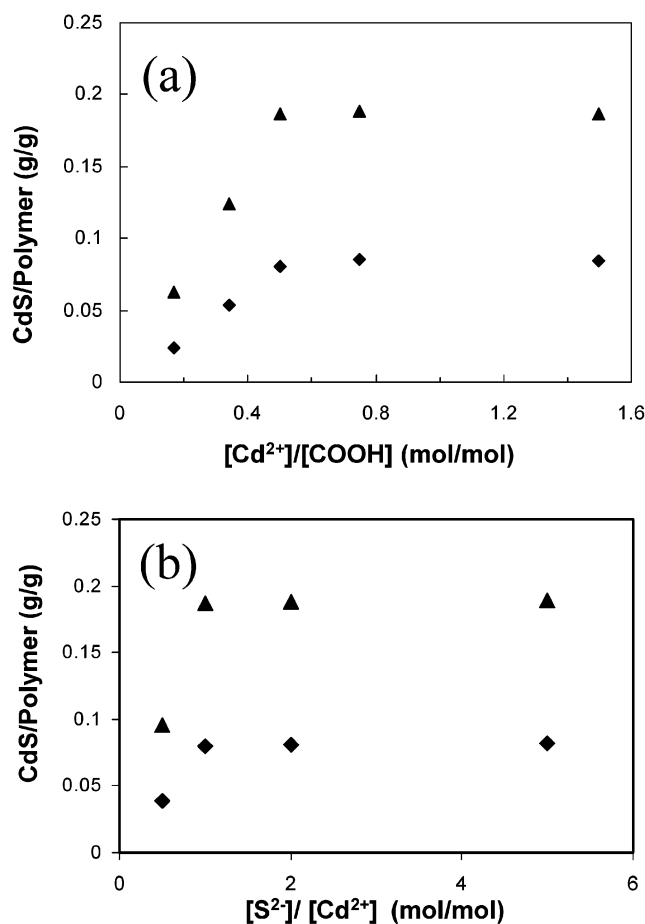 (a)
CdS/Polymer (g/g)
0.25
0.2
0.15
0.1
0.05
0
0 0.4 0.8 1.2 1.6
[Cd²⁺]/[COOH] (mol/mol)
(b)
CdS/Polymer (g/g)
0.25
0.2
0.15
0.1
0.05
0
0 2 4 6
[S²⁻]/ [Cd²⁺] (mol/mol)